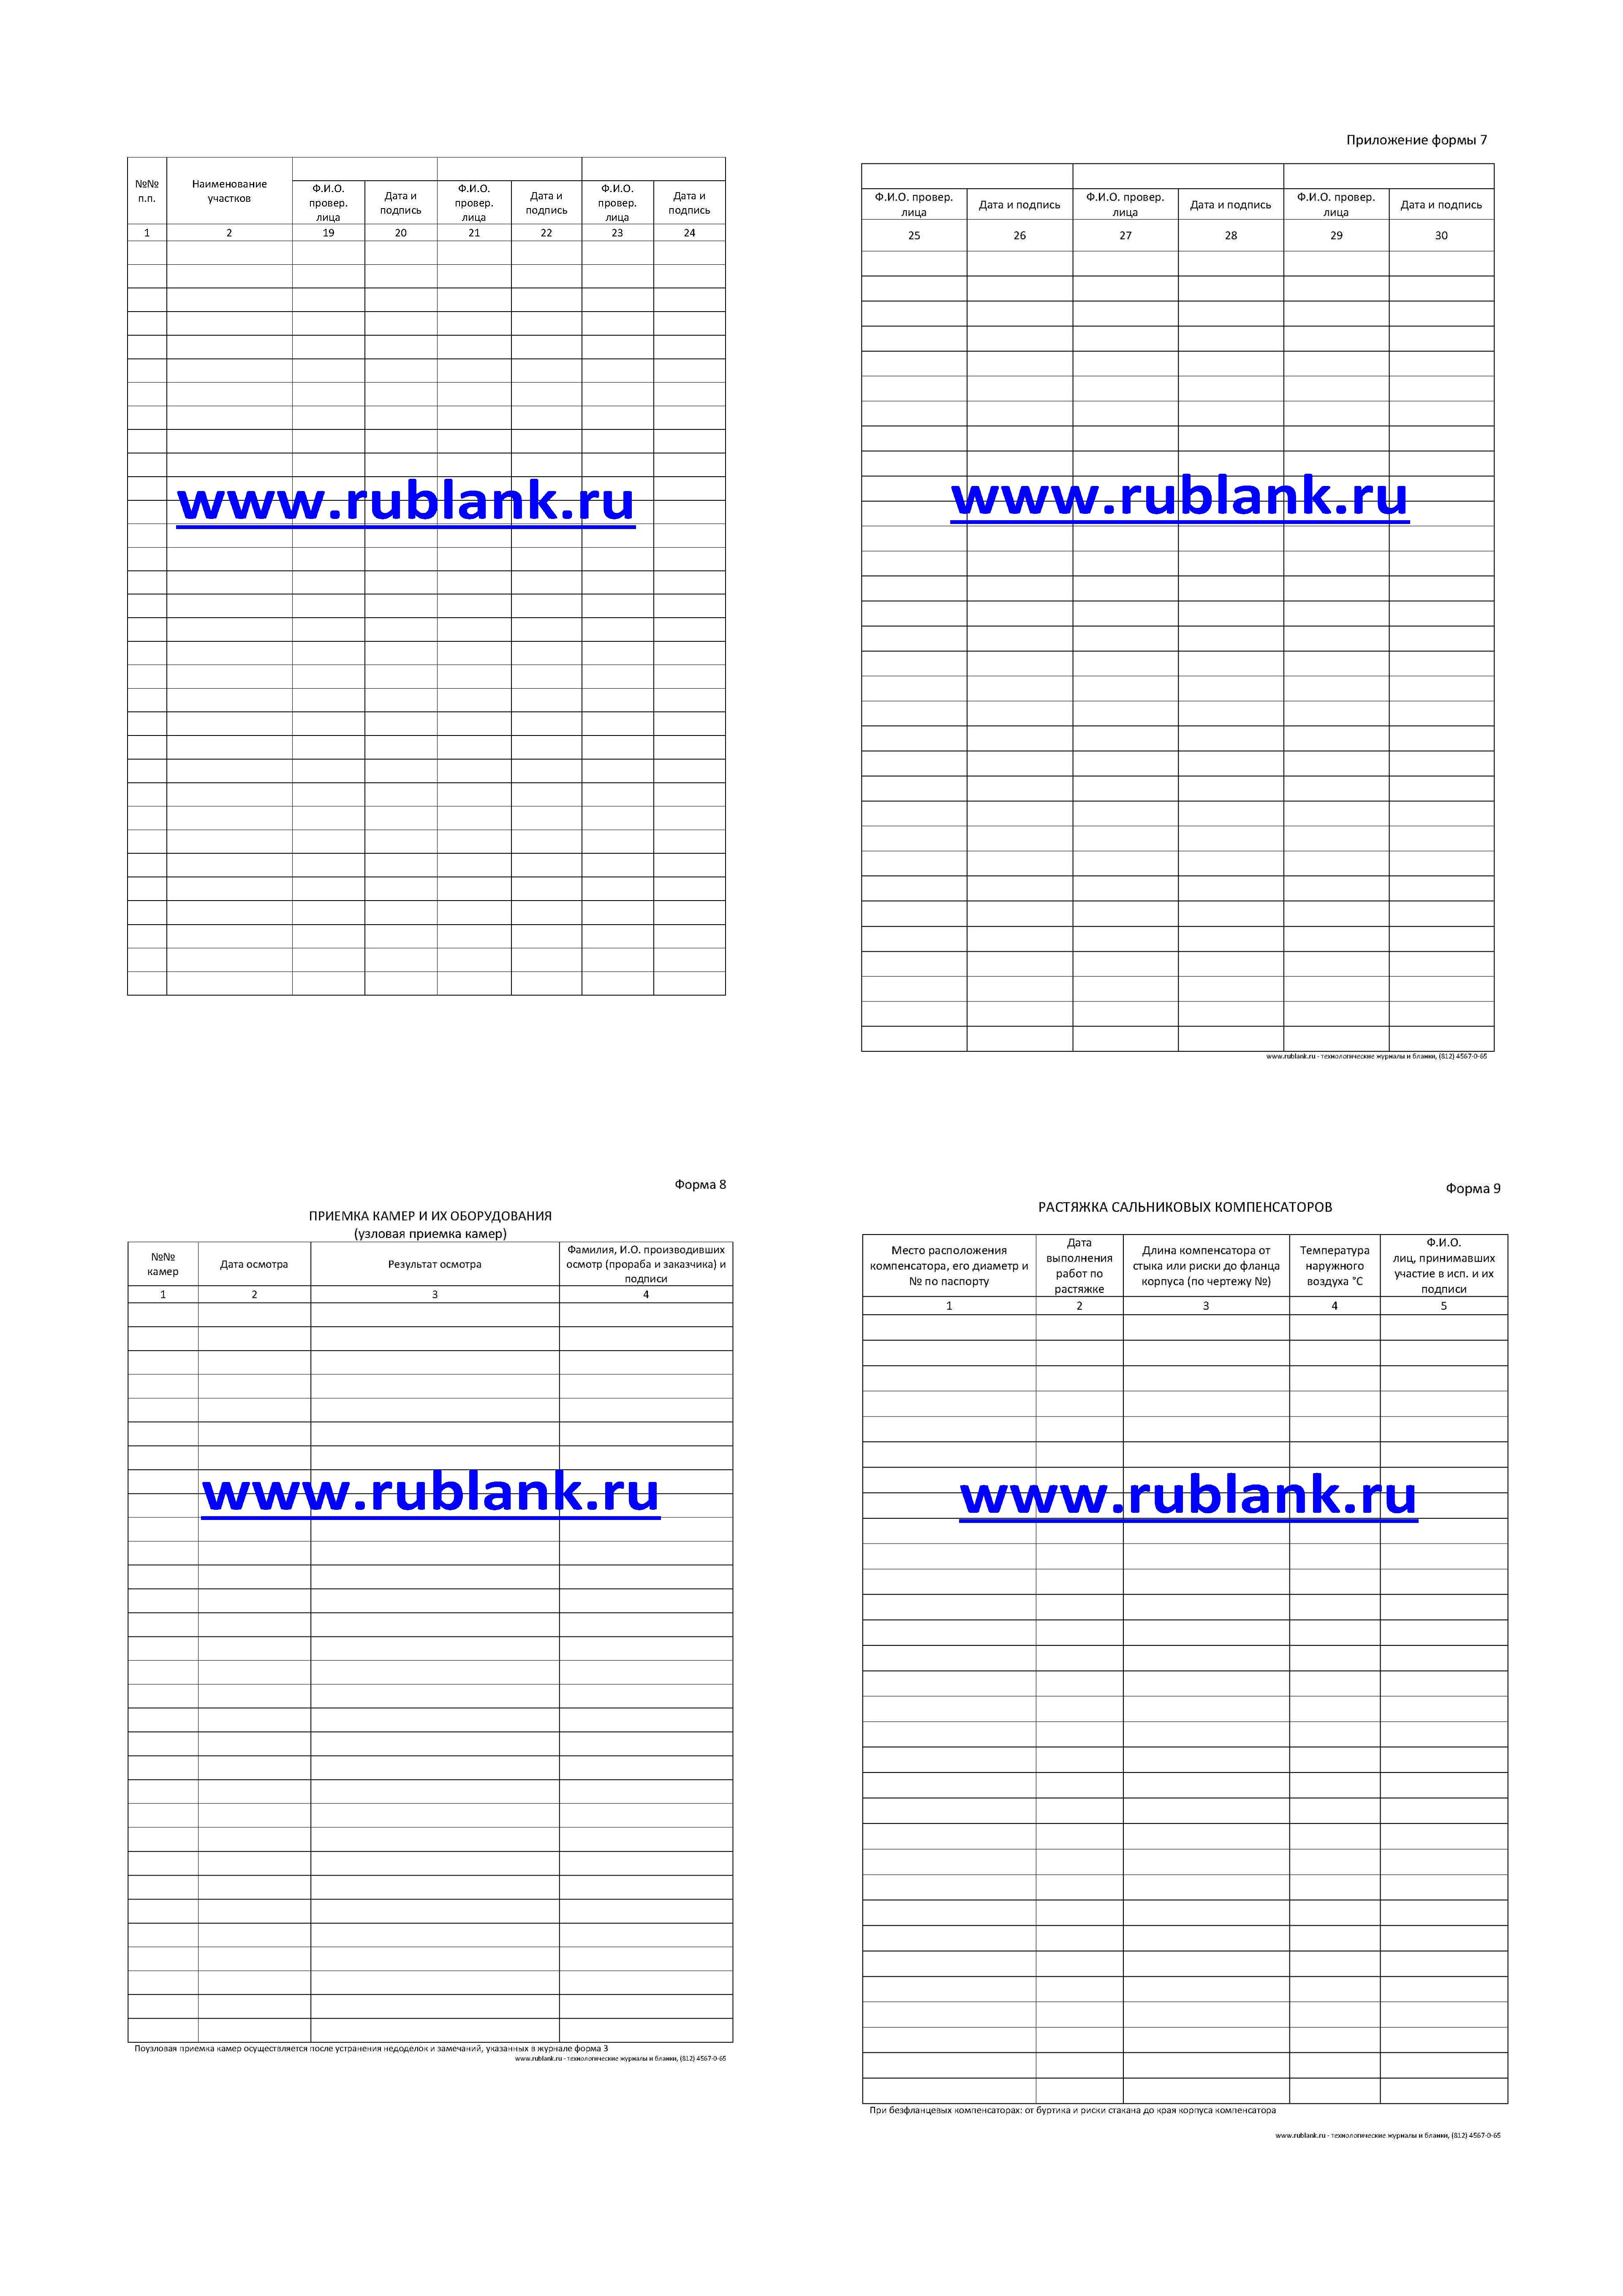 №№
п.п.
Наименование
участков
Ф.И.О.
провер.
лица
Дата и
подпись
Ф.И.О.
провер.
лица
Дата и
подпись
Ф.И.О.
провер.
лица
Дата и
подпись
1 2 19 20 21 22 23 24
www.rublank.ru
Приложение формы 7
Ф.И.О. провер.
лица
Дата и подпись
Ф.И.О. провер.
лица
Дата и подпись
Ф.И.О. провер.
лица
Дата и подпись
25 26 27 28 29 30
www.rublank.ru
www.rublank.ru - технологические журналы и бланки, (812) 4567-0-65
Форма 8
ПРИЕМКА КАМЕР И ИХ ОБОРУДОВАНИЯ
(узловая приемка камер)
№№
камер
Дата осмотра
Результат осмотра
Фамилия, И.О. производивших
осмотр (прораба и заказчика) и
подписи
1 2 3 4
www.rublank.ru
Поузловая приемка камер осуществляется после устранения недоделок и замечаний, указанных в журнале форма 3
www.rublank.ru - технологические журналы и бланки, (812) 4567-0-65
Форма 9
РАСТЯЖКА САЛЬНИКОВЫХ КОМПЕНСАТОРОВ
Место расположения
компенсатора, его диаметр и
№ по паспорту
Дата
выполнения
работ по
растяжке
Длина компенсатора от
стыка или риски до фланца
корпуса (по чертежу №)
Температура
наружного
воздуха °С
Ф.И.О.
лиц, принимавших
участие в исп. и их
подписи
1 2 3 4 5
www.rublank.ru
При безфланцевых компенсаторах: от буртика и риски стакана до края корпуса компенсатора
www.rublank.ru - технологические журналы и бланки, (812) 4567-0-65